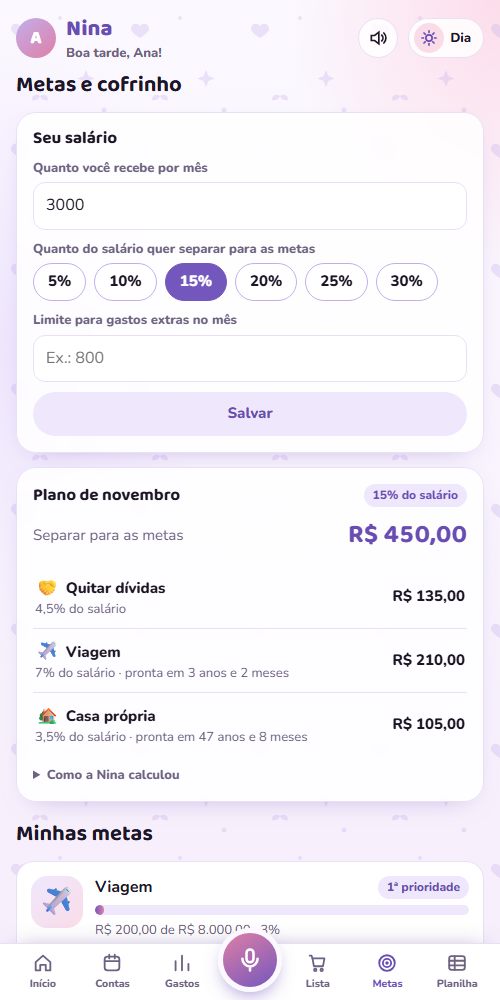 A
Nina
Boa tarde, Ana!
Dia
Metas e cofrinho
Seu salário
Quanto você recebe por mês
3000
Quanto do salário quer separar para as metas
5% 10% 15% 20% 25% 30%
Limite para gastos extras no mês
Ex.: 800
Salvar
Plano de novembro
15% do salário
Separar para as metas
R$ 450,00
Quitar dívidas
4,5% do salário
R$ 135,00
Viagem
7% do salário · pronta em 3 anos e 2 meses
R$ 210,00
Casa própria
3,5% do salário · pronta em 47 anos e 8 meses
R$ 105,00
Como a Nina calculou
Minhas metas
Viagem
1ª prioridade
R$ 200,00 de R$ 8.000,00 3%
Início
Contas
Gastos
Lista
Metas
Planilha